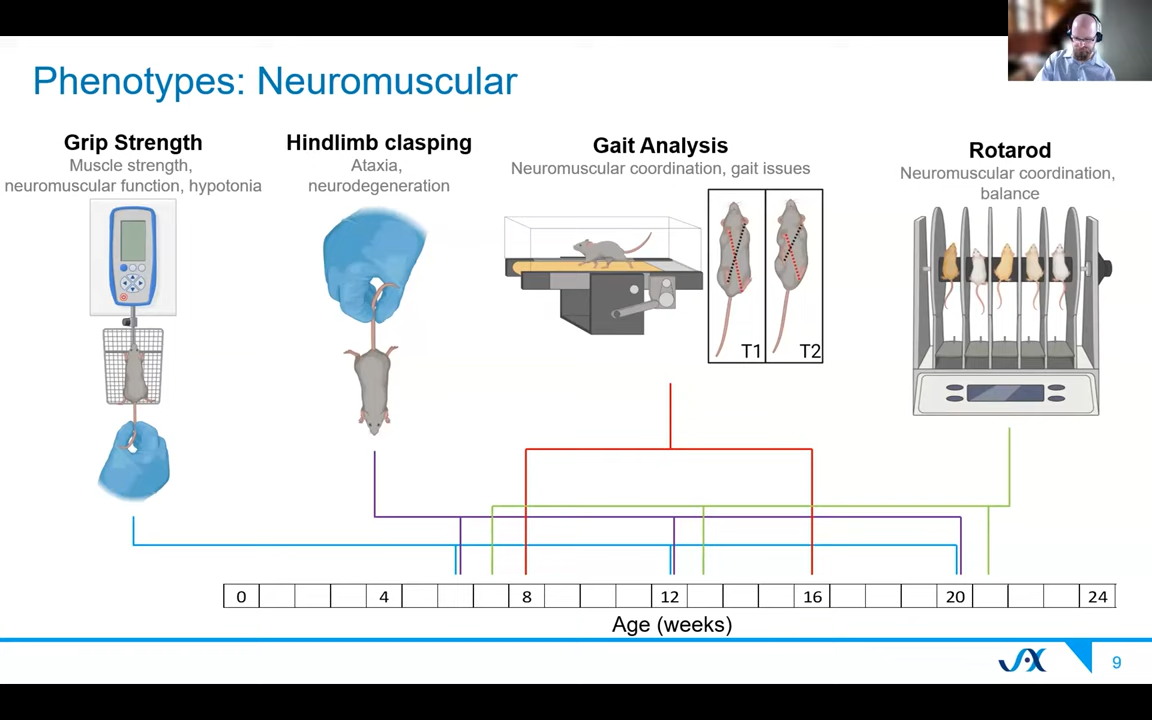 Phenotypes: Neuromuscular
Grip Strength
Muscle strength,
neuromuscular function, hypotonia
Hindlimb clasping
Ataxia,
neurodegeneration
Gait Analysis
Neuromuscular coordination, gait issues
T1
T2
Rotarod
Neuromuscular coordination,
balance
0 4 8 12 16 20 24
Age (weeks)
JAX
9